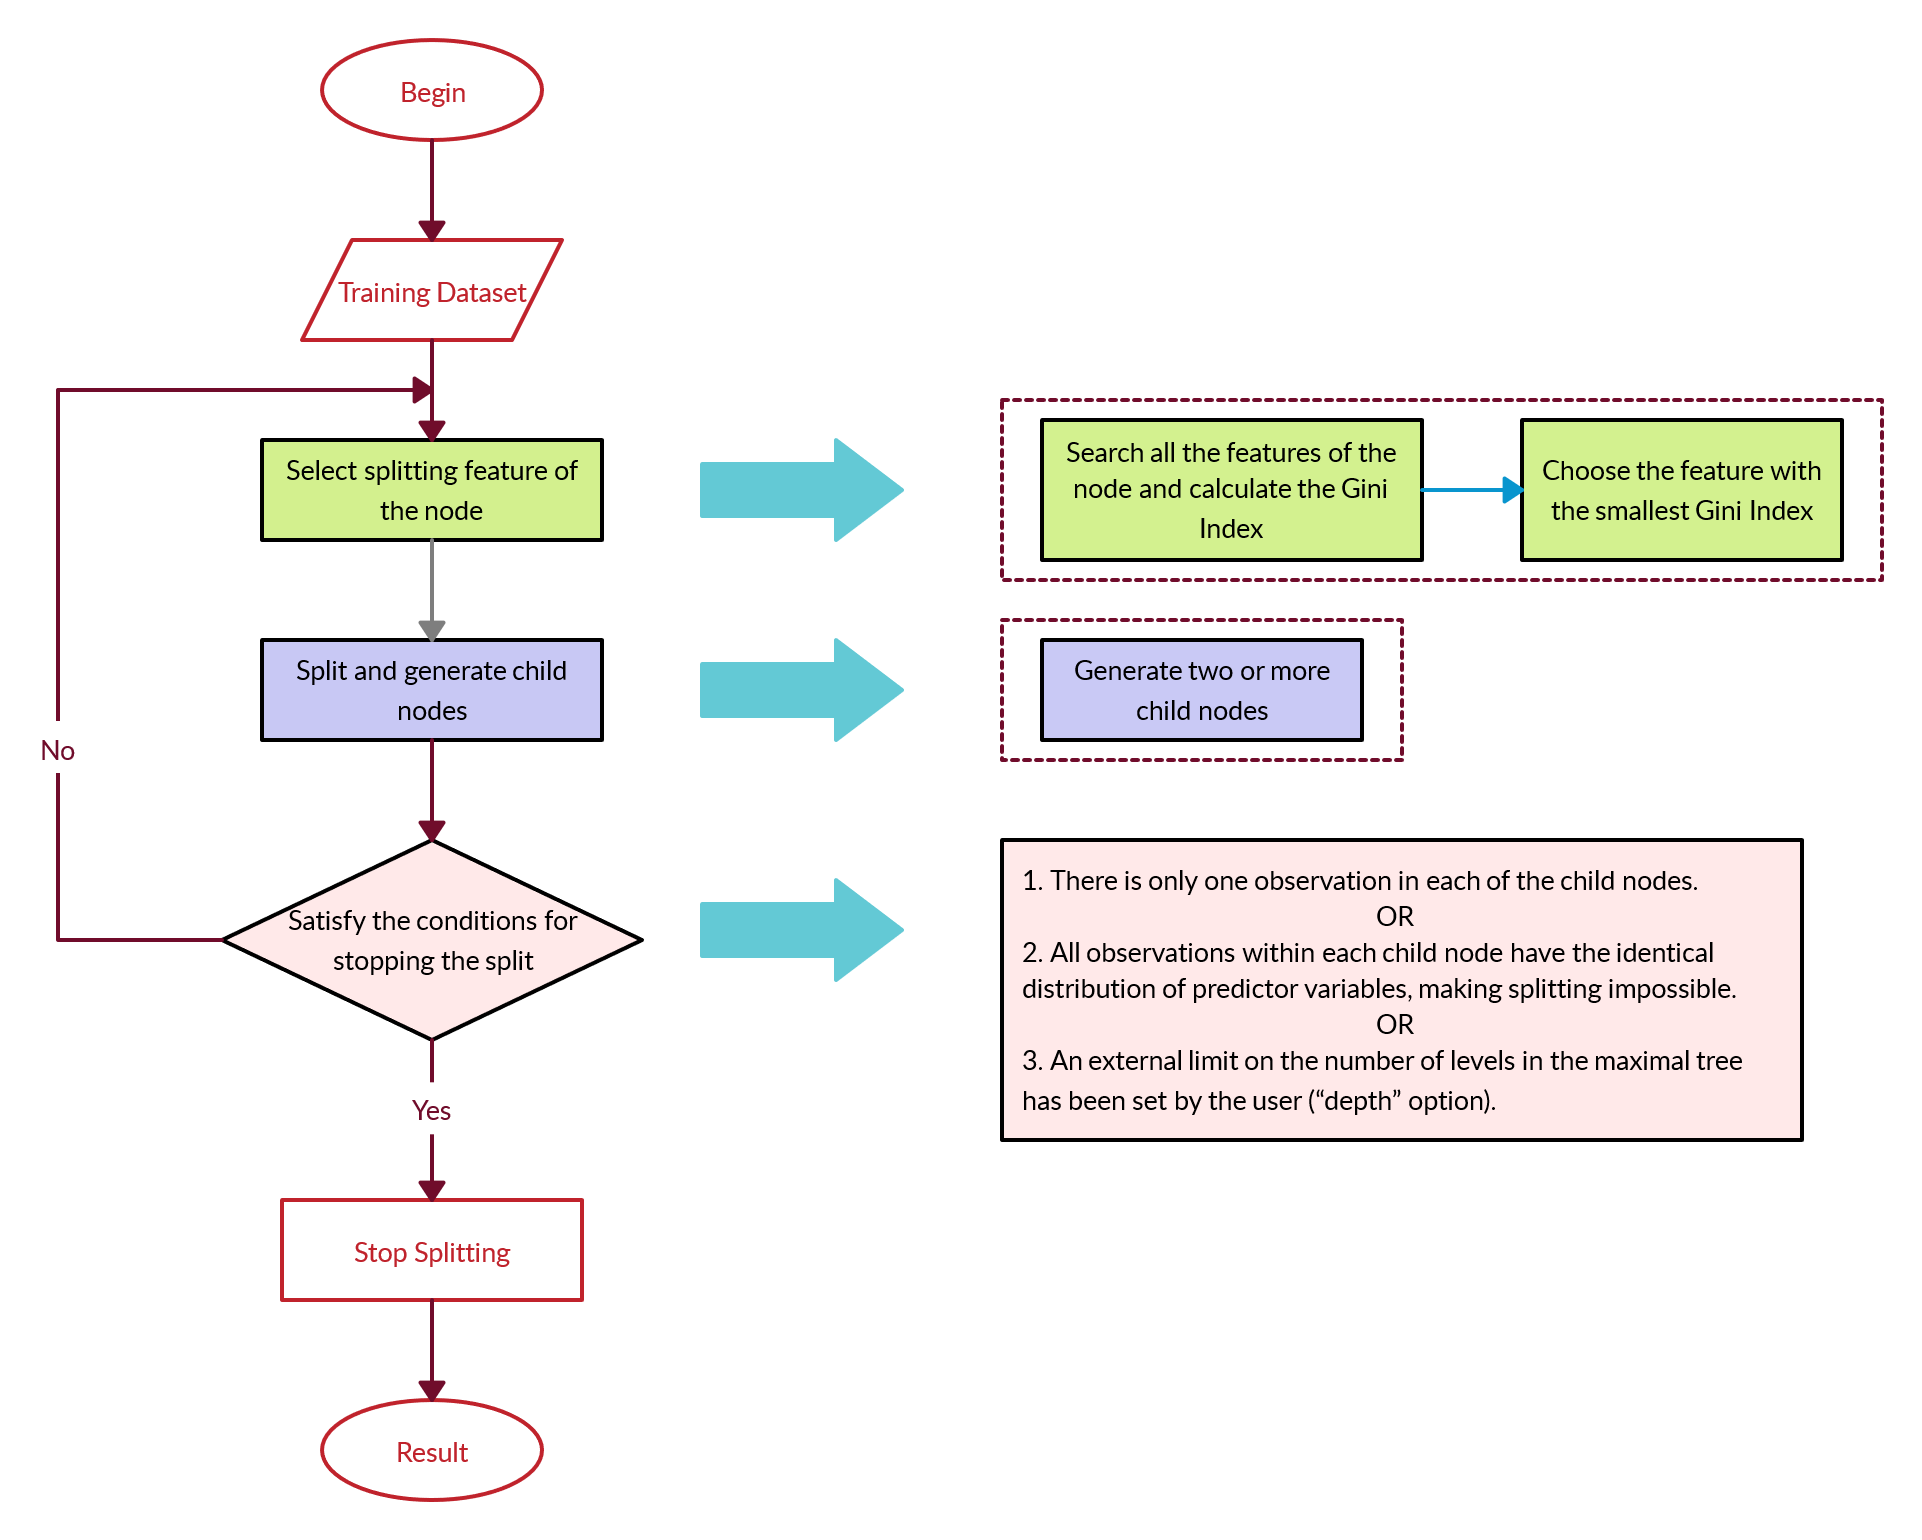 Begin
Training Dataset
Select splitting feature of
the node
Search all the features of the
node and calculate the Gini
Index
Choose the feature with
the smallest Gini Index
Split and generate child
nodes
Generate two or more
child nodes
No
Satisfy the conditions for
stopping the split
1. There is only one observation in each of the child nodes.
OR
2. All observations within each child node have the identical
distribution of predictor variables, making splitting impossible.
OR
3. An external limit on the number of levels in the maximal tree
has been set by the user (“depth” option).
Yes
Stop Splitting
Result